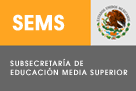 SEMS
SUBSECRETARÍA DE
EDUCACIÓN MEDIA SUPERIOR